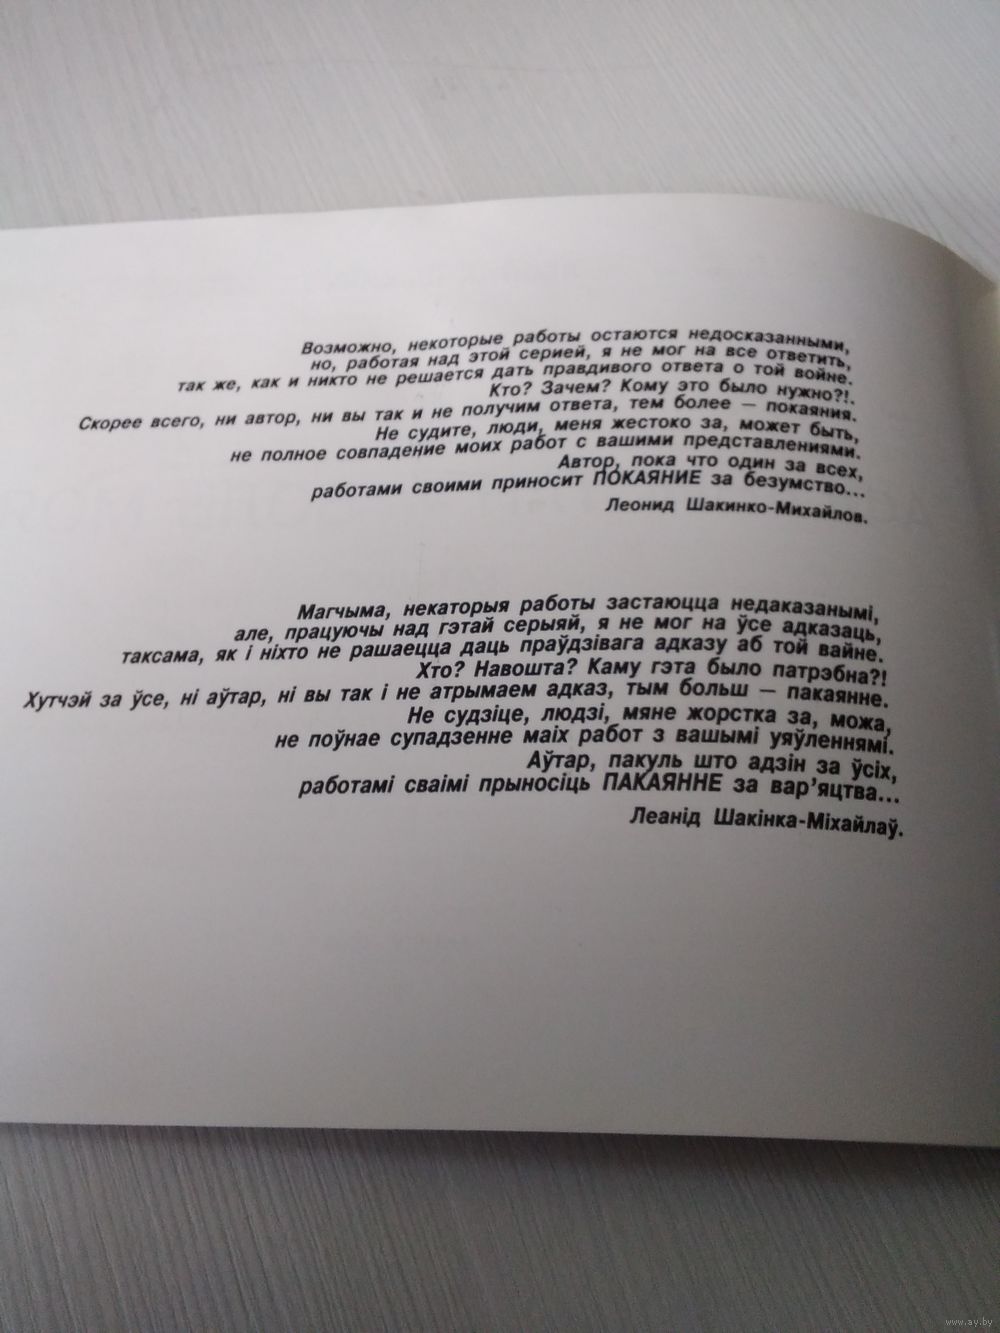 Возможно, некоторые работы остаются недосказанными,
но, работая над этой серией, я не мог на все ответить,
так же, как и никто не решается дать правдивого ответа о той войне.
Кто? Зачем? Кому это было нужно?!.
Скорее всего, ни автор, ни вы так и не получим ответа, тем более — покаяния.
Не судите, люди, меня жестоко за, может быть,
не полное совпадение моих работ с вашими представлениями.
Автор, пока что один за всех,
работами своими приносит ПОКАЯНИЕ за безумство...
Леонид Шакинко-Михайлов.
Магчыма, некаторыя работы застаюцца недаказанымі,
але, працуючы над гэтай серыяй, я не мог на ўсе адказаць,
таксама, як і ніхто не рашаецца даць праўдзівага адказу аб той вайне.
Хто? Навошта? Каму гэта было патрэбна?!
Хутчэй за ўсе, ні аўтар, ні вы так і не атрымаем адказ, тым больш — пакаянне.
Не судзіце, людзі, мяне жорстка за, можа,
не поўнае супадзенне маіх работ з вашымі уяўленнямі.
Аўтар, пакуль што адзін за ўсіх,
работамі сваімі прыносіць ПАКАЯННЕ за вар'яцтва...
Леанід Шакінка-Міхайлаў.
www.ay.by